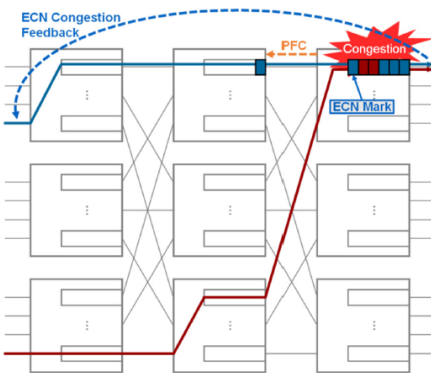 ECN Congestion
Feedback
PFC
Congestion
ECN Mark